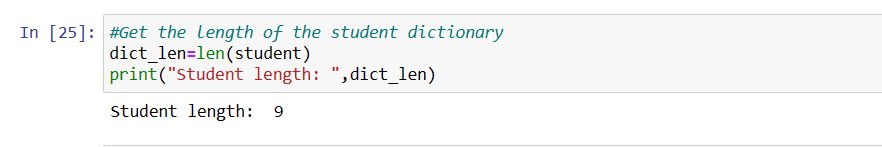 In [25]: #Get the length of the student dictionary
dict_len=len(student)
print("Student length: ",dict_len)
Student length:  9